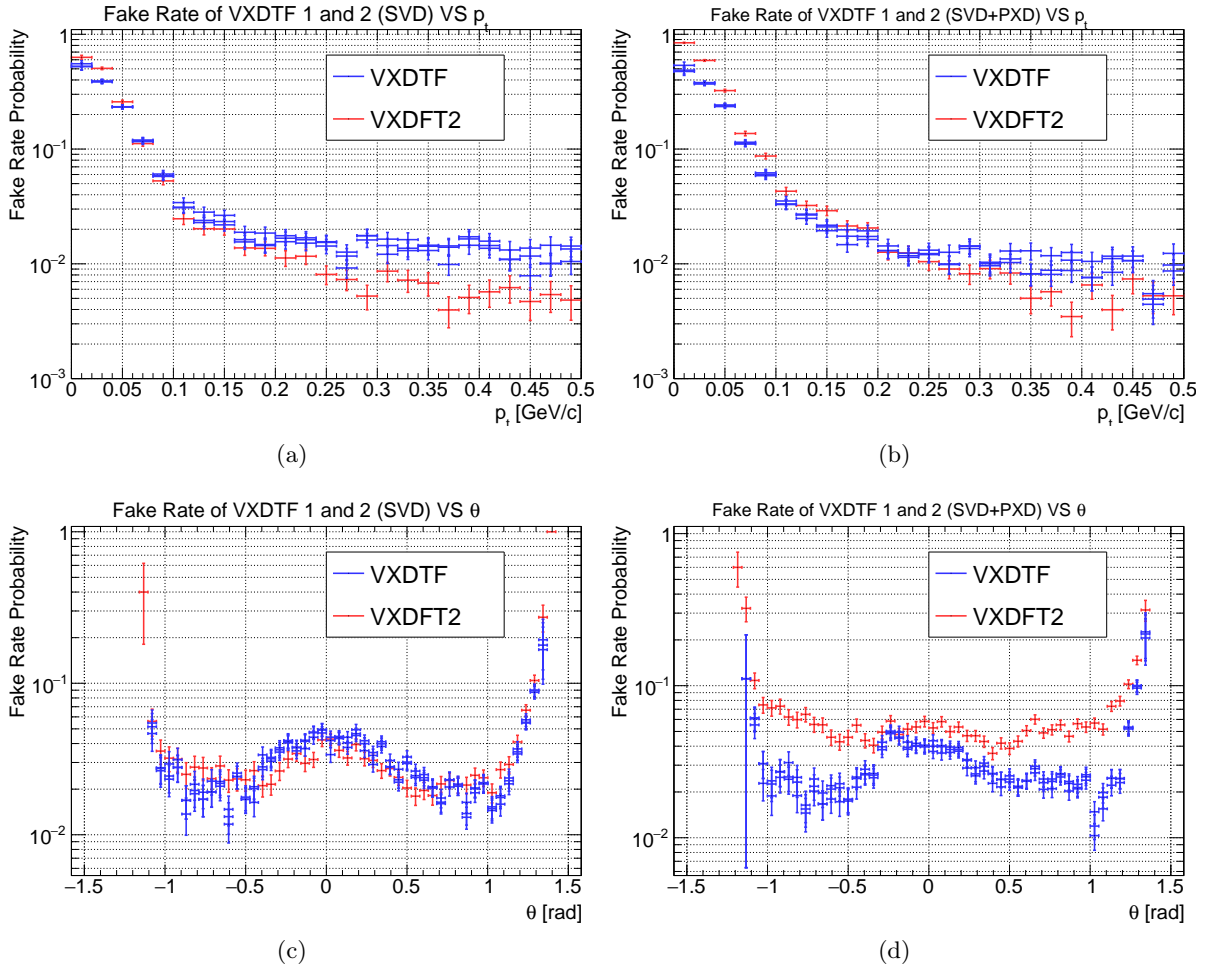 Fake Rate of VXDTF 1 and 2 (SVD) VS p_t
Fake Rate Probability
1
10⁻¹
10⁻²
10⁻³
VXDTF
VXDFT2
0 0.05 0.1 0.15 0.2 0.25 0.3 0.35 0.4 0.45 0.5
p_t [GeV/c]
(a)
Fake Rate of VXDTF 1 and 2 (SVD+PXD) VS p_t
Fake Rate Probability
1
10⁻¹
10⁻²
10⁻³
VXDTF
VXDFT2
0 0.05 0.1 0.15 0.2 0.25 0.3 0.35 0.4 0.45 0.5
p_t [GeV/c]
(b)
Fake Rate of VXDTF 1 and 2 (SVD) VS θ
Fake Rate Probability
1
10⁻¹
10⁻²
VXDTF
VXDFT2
−1.5 −1 −0.5 0 0.5 1 1.5
θ [rad]
(c)
Fake Rate of VXDTF 1 and 2 (SVD+PXD) VS θ
Fake Rate Probability
1
10⁻¹
10⁻²
VXDTF
VXDFT2
−1.5 −1 −0.5 0 0.5 1 1.5
θ [rad]
(d)